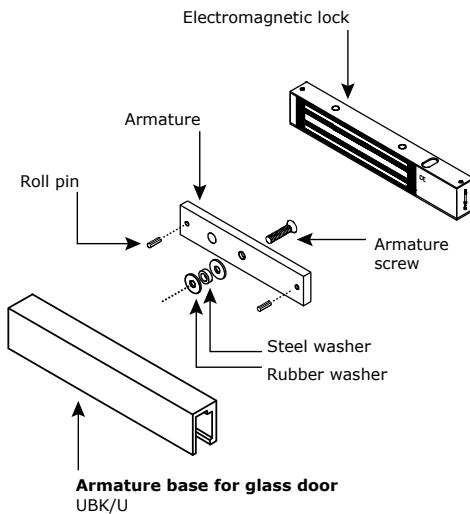 Electromagnetic lock
Armature
Roll pin
Armature
screw
Steel washer
Rubber washer
Armature base for glass door
UBK/U